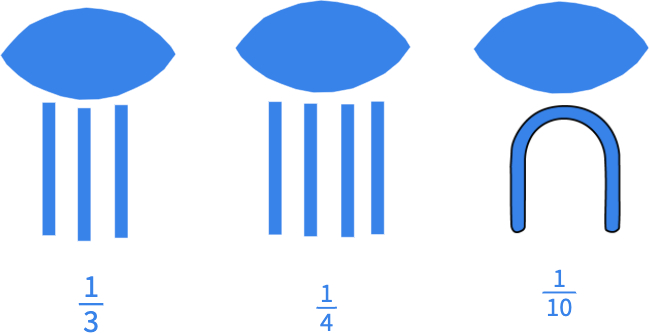 𓂋 𓂋 𓂋
𓏼 𓏽 𓎆
1/3 1/4 1/10